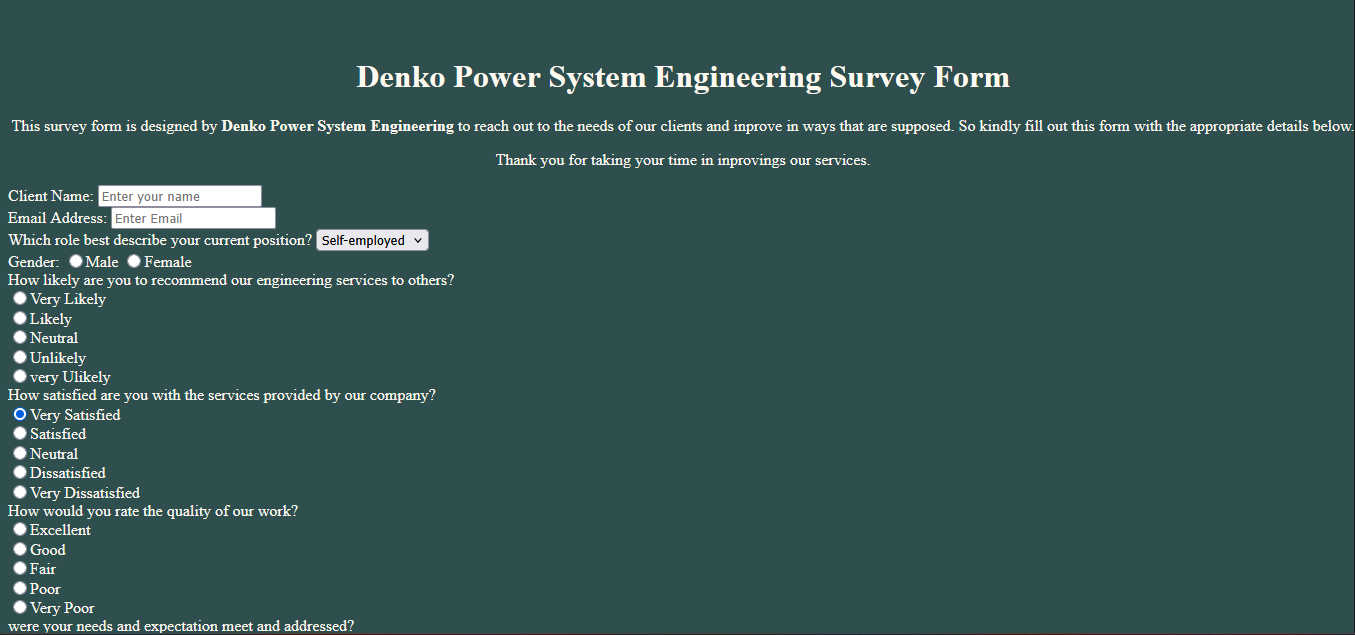 Denko Power System Engineering Survey Form
This survey form is designed by Denko Power System Engineering to reach out to the needs of our clients and inprove in ways that are supposed. So kindly fill out this form with the appropriate details below.
Thank you for taking your time in inprovings our services.
Client Name: Enter your name
Email Address: Enter Email
Which role best describe your current position? Self-employed
Gender: Male Female
How likely are you to recommend our engineering services to others?
Very Likely
Likely
Neutral
Unlikely
very Ulikely
How satisfied are you with the services provided by our company?
Very Satisfied
Satisfied
Neutral
Dissatisfied
Very Dissatisfied
How would you rate the quality of our work?
Excellent
Good
Fair
Poor
Very Poor
were your needs and expectation meet and addressed?